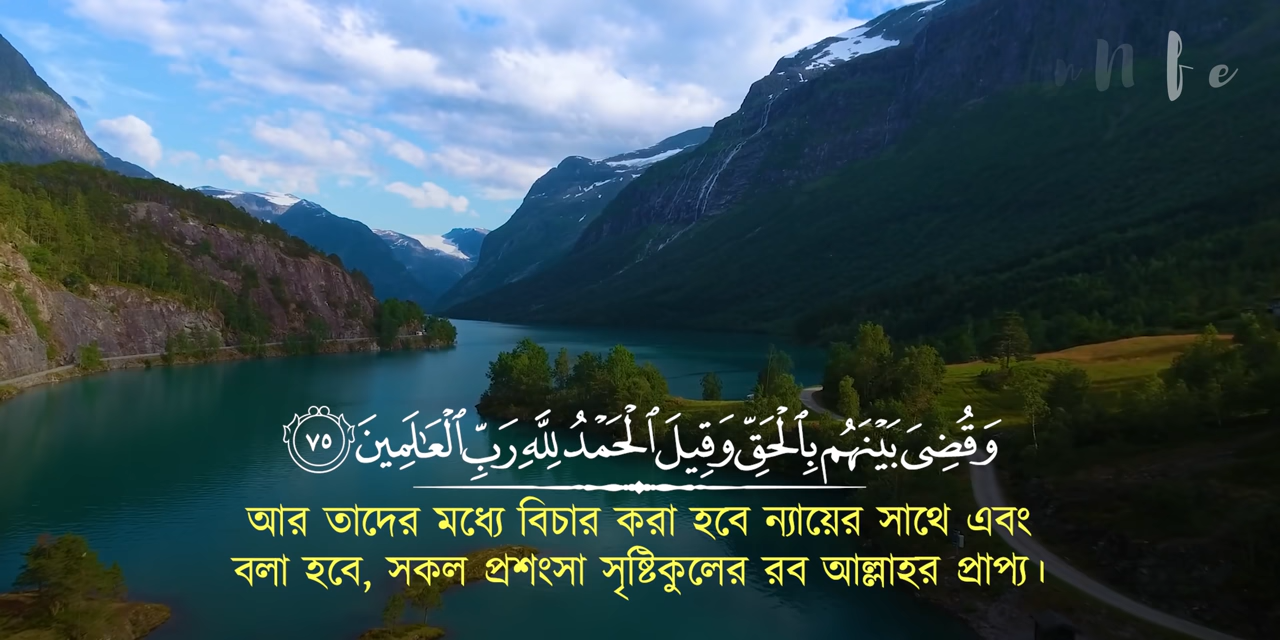 n N f e
وَقُضِىَ بَيْنَهُم بِٱلْحَقِّ وَقِيلَ ٱلْحَمْدُ لِلَّهِ رَبِّ ٱلْعَـٰلَمِينَ ٧٥
আর তাদের মধ্যে বিচার করা হবে ন্যায়ের সাথে এবং
বলা হবে, সকল প্রশংসা সৃষ্টিকুলের রব আল্লাহর প্রাপ্য।